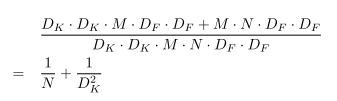 D_K · D_K · M · D_F · D_F + M · N · D_F · D_F
D_K · D_K · M · N · D_F · D_F
= 1/N + 1/D_K^2